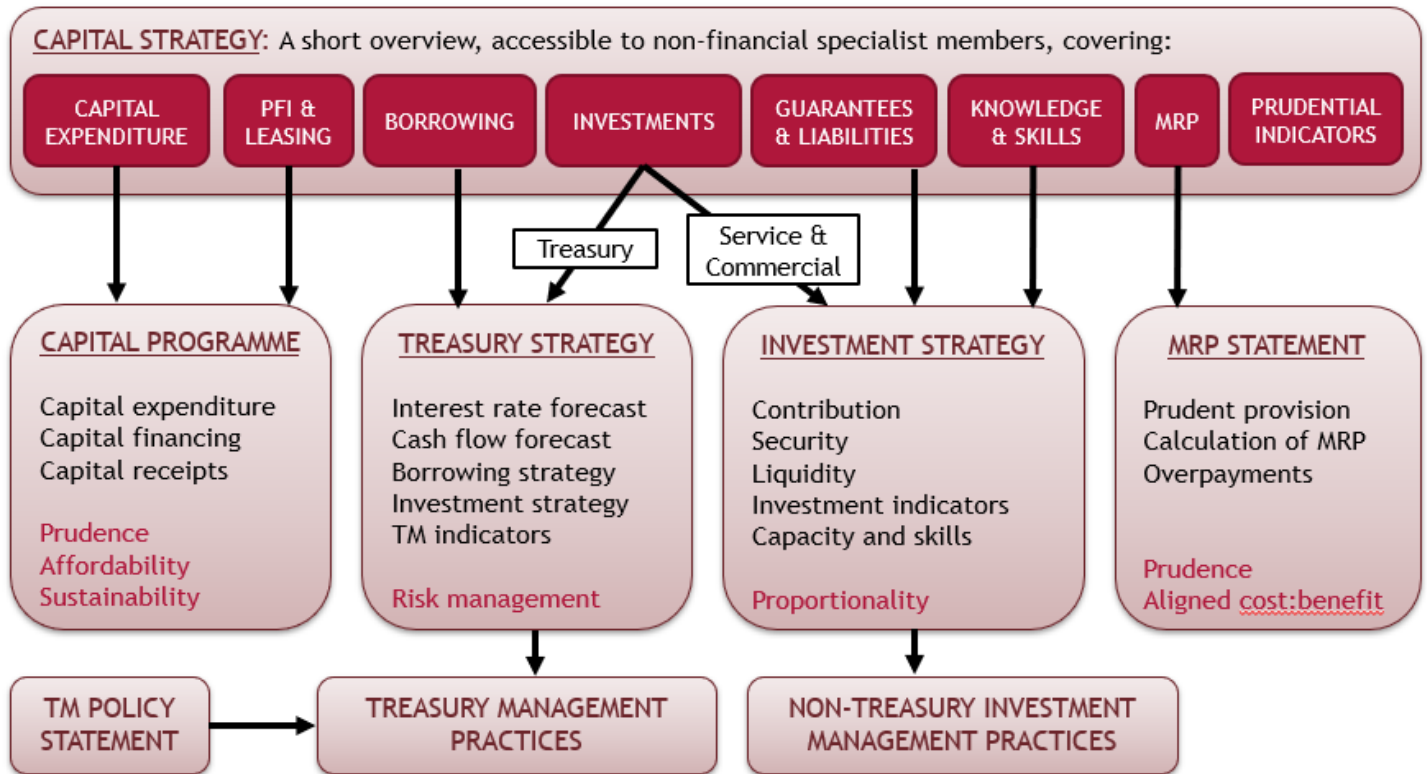 CAPITAL STRATEGY: A short overview, accessible to non-financial specialist members, covering:
CAPITAL
EXPENDITURE
PFI &
LEASING
BORROWING
INVESTMENTS
GUARANTEES
& LIABILITIES
KNOWLEDGE
& SKILLS
MRP
PRUDENTIAL
INDICATORS
Treasury
Service &
Commercial
CAPITAL PROGRAMME
Capital expenditure
Capital financing
Capital receipts
Prudence
Affordability
Sustainability
TREASURY STRATEGY
Interest rate forecast
Cash flow forecast
Borrowing strategy
Investment strategy
TM indicators
Risk management
INVESTMENT STRATEGY
Contribution
Security
Liquidity
Investment indicators
Capacity and skills
Proportionality
MRP STATEMENT
Prudent provision
Calculation of MRP
Overpayments
Prudence
Aligned cost:benefit
TM POLICY
STATEMENT
TREASURY MANAGEMENT
PRACTICES
NON-TREASURY INVESTMENT
MANAGEMENT PRACTICES